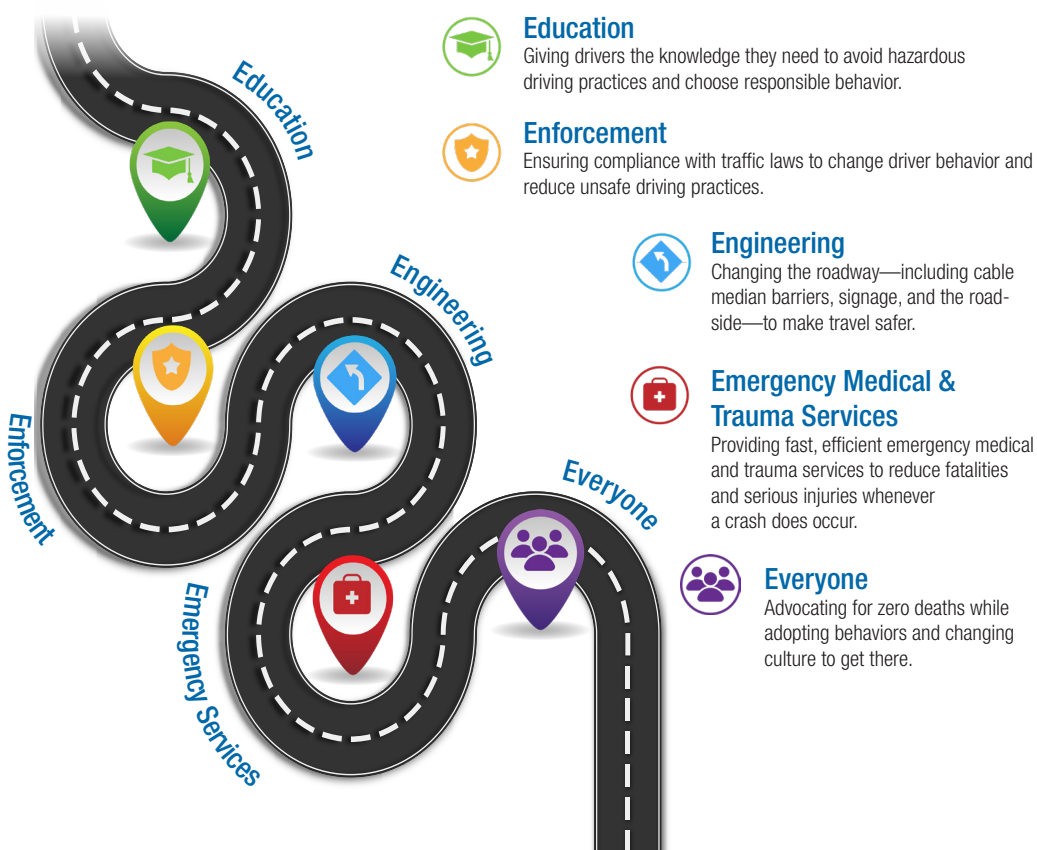 Education
Enforcement
Engineering
Emergency Services
Everyone
Education
Giving drivers the knowledge they need to avoid hazardous
driving practices and choose responsible behavior.
Enforcement
Ensuring compliance with traffic laws to change driver behavior and
reduce unsafe driving practices.
Engineering
Changing the roadway—including cable
median barriers, signage, and the road-
side—to make travel safer.
Emergency Medical &
Trauma Services
Providing fast, efficient emergency medical
and trauma services to reduce fatalities
and serious injuries whenever
a crash does occur.
Everyone
Advocating for zero deaths while
adopting behaviors and changing
culture to get there.